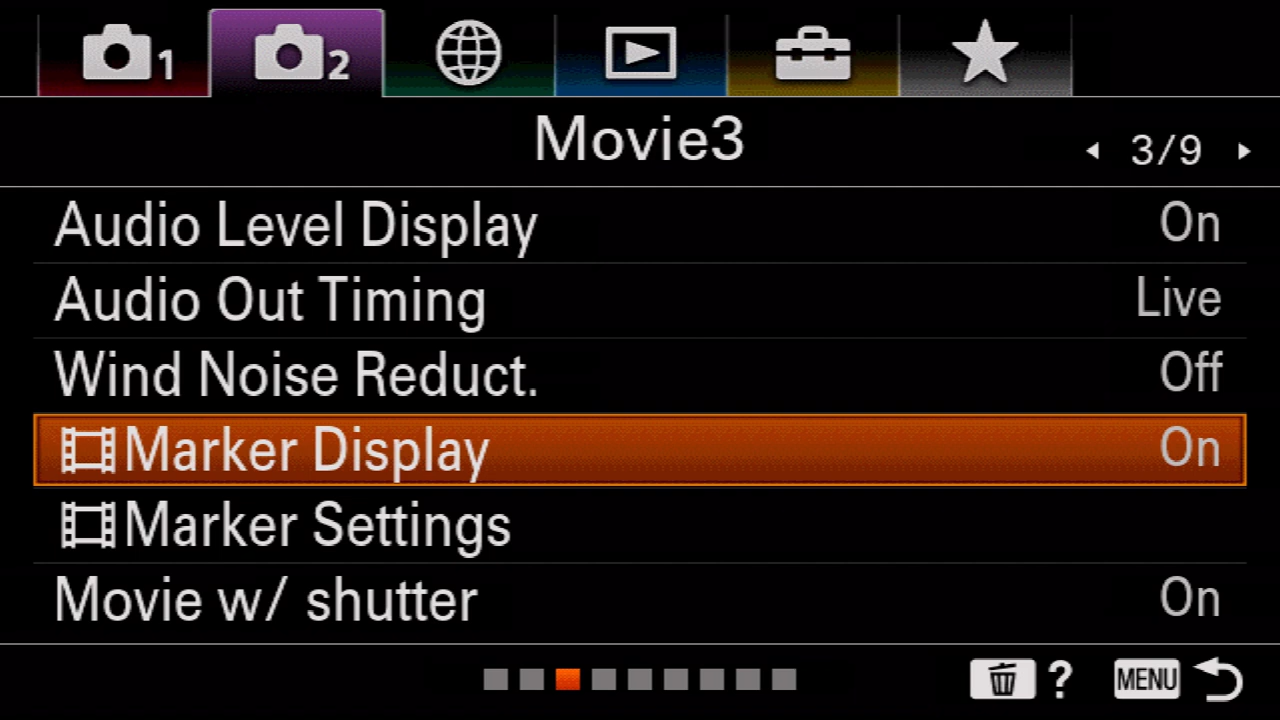 1 2
Movie3 3/9
Audio Level Display On
Audio Out Timing Live
Wind Noise Reduct. Off
Marker Display On
Marker Settings
Movie w/ shutter On
? MENU